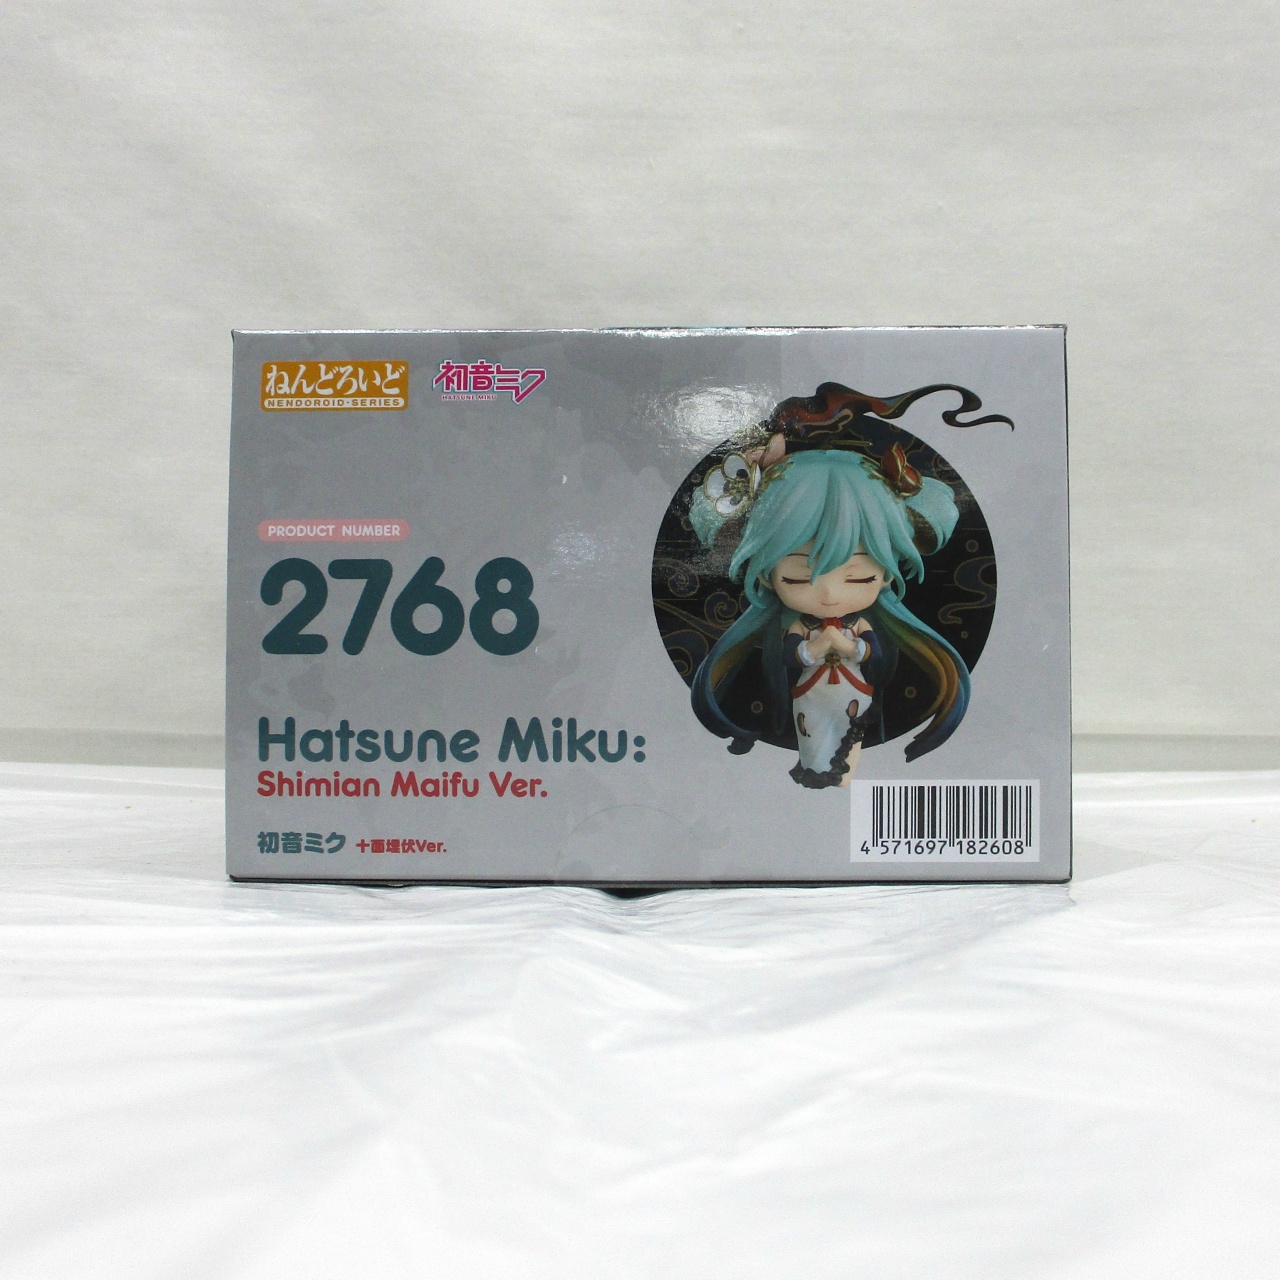 ねんどろいど
NENDOROID-SERIES
初音ミク
HATSUNE MIKU
PRODUCT NUMBER
2768
Hatsune Miku:
Shimian Maifu Ver.
初音ミク 十面埋伏Ver.
4 571697 182608